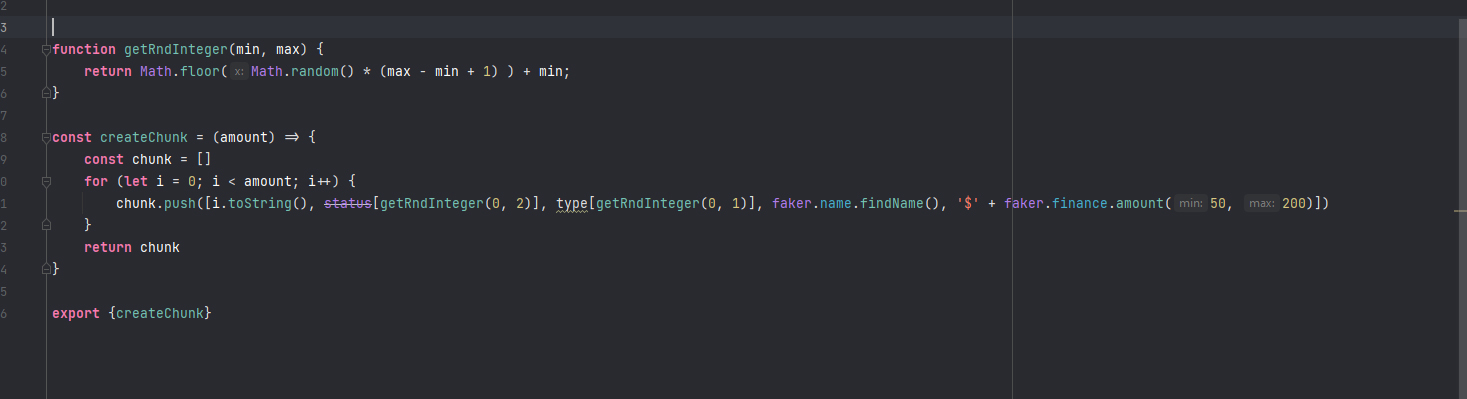 2
3
4 function getRndInteger(min, max) {
5 return Math.floor( x: Math.random() * (max - min + 1) ) + min;
6 }
7
8 const createChunk = (amount) => {
9 const chunk = []
0 for (let i = 0; i < amount; i++) {
1 chunk.push([i.toString(), status[getRndInteger(0, 2)], type[getRndInteger(0, 1)], faker.name.findName(), '$' + faker.finance.amount( min: 50, max: 200)])
2 }
3 return chunk
4 }
5
6 export {createChunk}